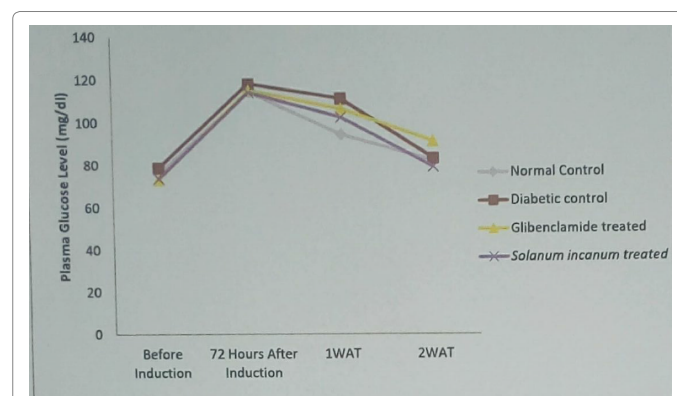 140
120
100
80
60
40
20
0
Plasma Glucose Level (mg/dl)
Before Induction
72 Hours After Induction
1WAT
2WAT
Normal Control
Diabetic control
Glibenclamide treated
Solanum incanum treated